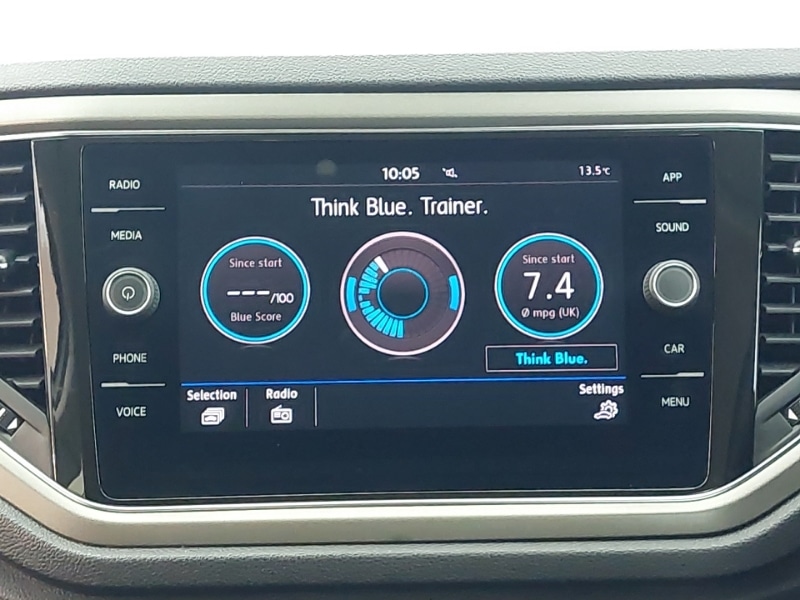 10:05
13.5°C
RADIO
MEDIA
PHONE
VOICE
Think Blue. Trainer.
Since start
---/100
Blue Score
Since start
7.4
Ø mpg (UK)
Think Blue.
Selection
Radio
Settings
APP
SOUND
CAR
MENU